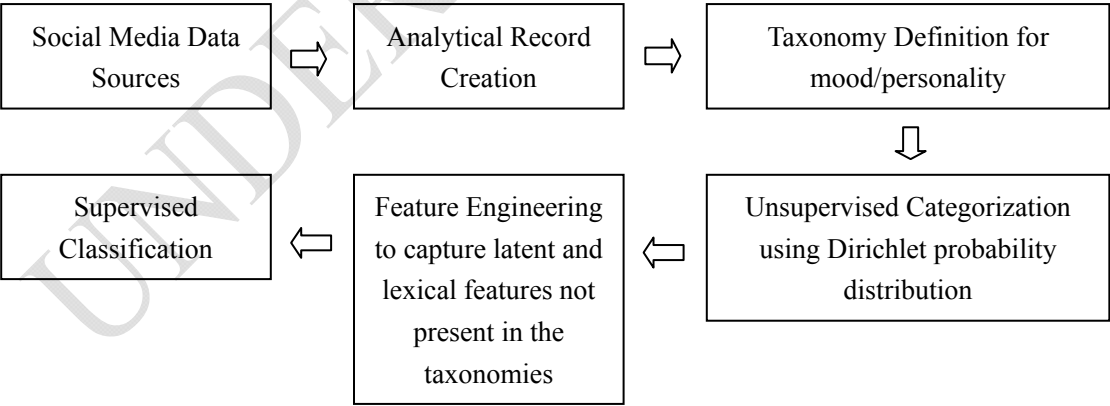 Social Media Data
Sources
Analytical Record
Creation
Taxonomy Definition for
mood/personality
Unsupervised Categorization
using Dirichlet probability
distribution
Feature Engineering
to capture latent and
lexical features not
present in the
taxonomies
Supervised
Classification
UNDER